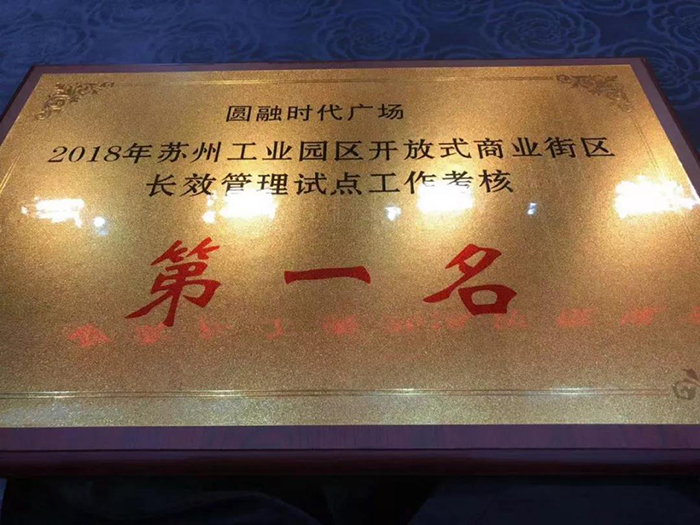 圆融时代广场
2018年苏州工业园区开放式商业街区
长效管理试点工作考核
第一名